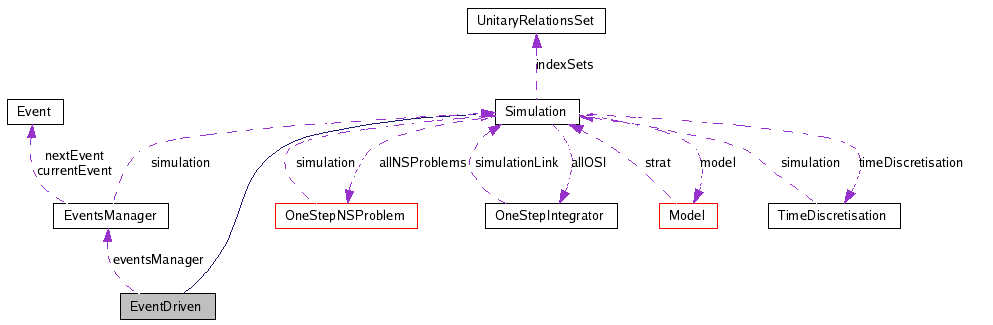 UnitaryRelationsSet
indexSets
Event
Simulation
nextEvent
currentEvent
simulation
simulation
allNSProblems
simulationLink
allOSI
strat
model
simulation
timeDiscretisation
EventsManager
OneStepNSProblem
OneStepIntegrator
Model
TimeDiscretisation
eventsManager
EventDriven